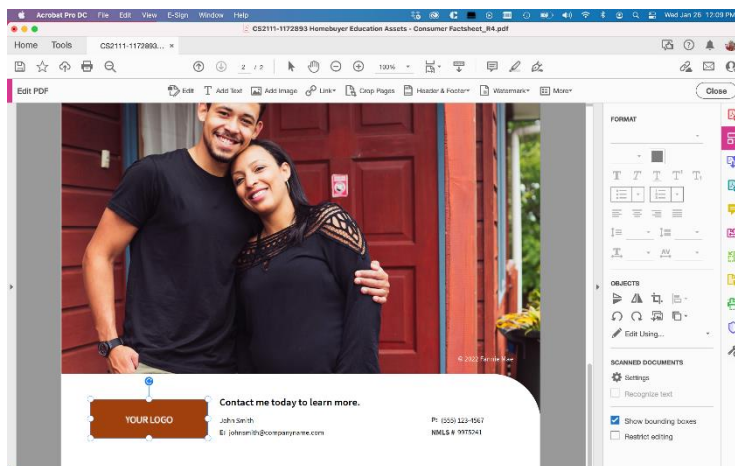 Acrobat Pro DC File Edit View E-Sign Window Help
Wed Jan 26 12:09 PM
CS2111-1172893 Homebuyer Education Assets - Consumer Factsheet_R4.pdf
Home Tools CS2111-1172893... ×
2 / 2 100%
Edit PDF Edit Add Text Add Image Link Crop Pages Header & Footer Watermark More Close
FORMAT
OBJECTS
Edit Using...
SCANNED DOCUMENTS
Settings
Recognize text
Show bounding boxes
Restrict editing
© 2022 Fannie Mae
Contact me today to learn more.
YOUR LOGO
John Smith P: (555) 123-4567
E: johnsmith@companyname.com NMLS # 9975241